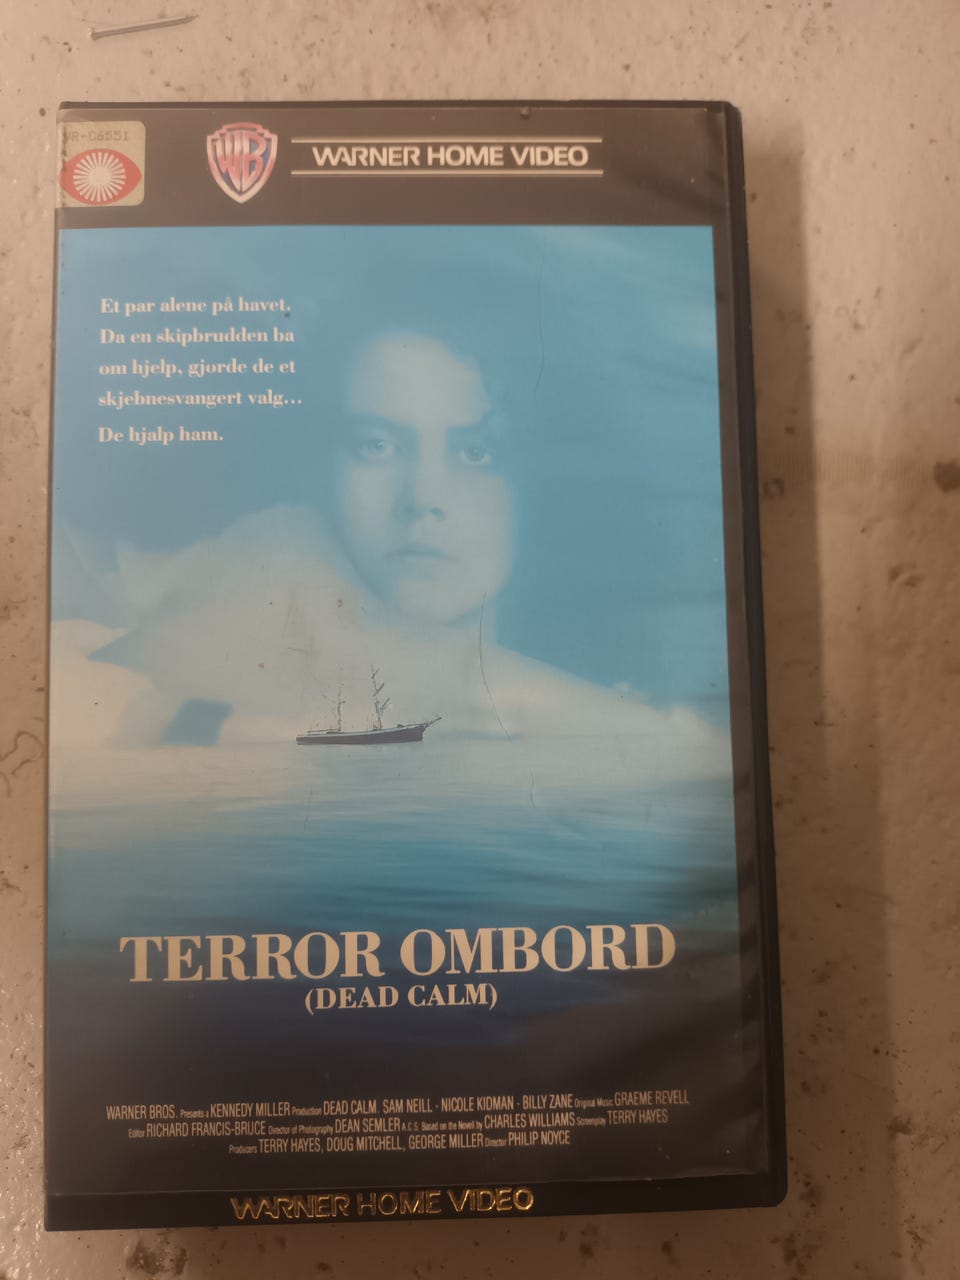 VR-C6551
WB
WARNER HOME VIDEO
Et par alene på havet.
Da en skipbrudden ba
om hjelp, gjorde de et
skjebnesvangert valg...
De hjalp ham.
TERROR OMBORD
(DEAD CALM)
WARNER BROS. Presents a KENNEDY MILLER Production DEAD CALM. SAM NEILL · NICOLE KIDMAN · BILLY ZANE Original Music GRAEME REVELL
Editor RICHARD FRANCIS-BRUCE Director of Photography DEAN SEMLER A.C.S. Based on the Novell by CHARLES WILLIAMS Screenplay TERRY HAYES
Producers TERRY HAYES, DOUG MITCHELL, GEORGE MILLER Director PHILIP NOYCE
WARNER HOME VIDEO